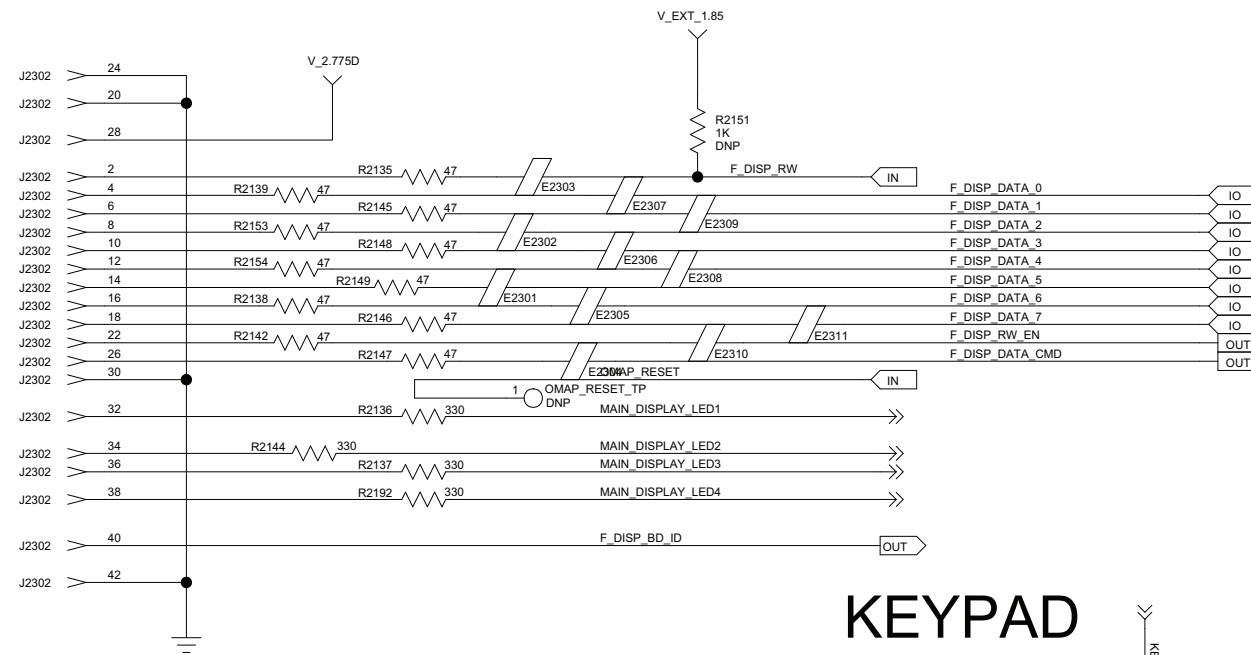 V_EXT_1.85
V_2.775D
J2302 24
J2302 20
R2151
1K
DNP
J2302 28
J2302 2 R2135 47 E2303 F_DISP_RW IN
J2302 4 R2139 47 E2307 F_DISP_DATA_0 IO
J2302 6 R2145 47 E2309 F_DISP_DATA_1 IO
J2302 8 R2153 47 E2302 F_DISP_DATA_2 IO
J2302 10 R2148 47 E2306 F_DISP_DATA_3 IO
J2302 12 R2154 47 E2308 F_DISP_DATA_4 IO
J2302 14 R2149 47 E2301 F_DISP_DATA_5 IO
J2302 16 R2138 47 E2305 F_DISP_DATA_6 IO
J2302 18 R2146 47 E2311 F_DISP_DATA_7 IO
J2302 22 R2142 47 E2310 F_DISP_RW_EN OUT
J2302 26 R2147 47 F_DISP_DATA_CMD OUT
J2302 30 OMAP_RESET IN
1 OMAP_RESET_TP
DNP
J2302 32 R2136 330 MAIN_DISPLAY_LED1
J2302 34 R2144 330 MAIN_DISPLAY_LED2
J2302 36 R2137 330 MAIN_DISPLAY_LED3
J2302 38 R2192 330 MAIN_DISPLAY_LED4
J2302 40 F_DISP_BD_ID OUT
J2302 42
KEYPAD
KE